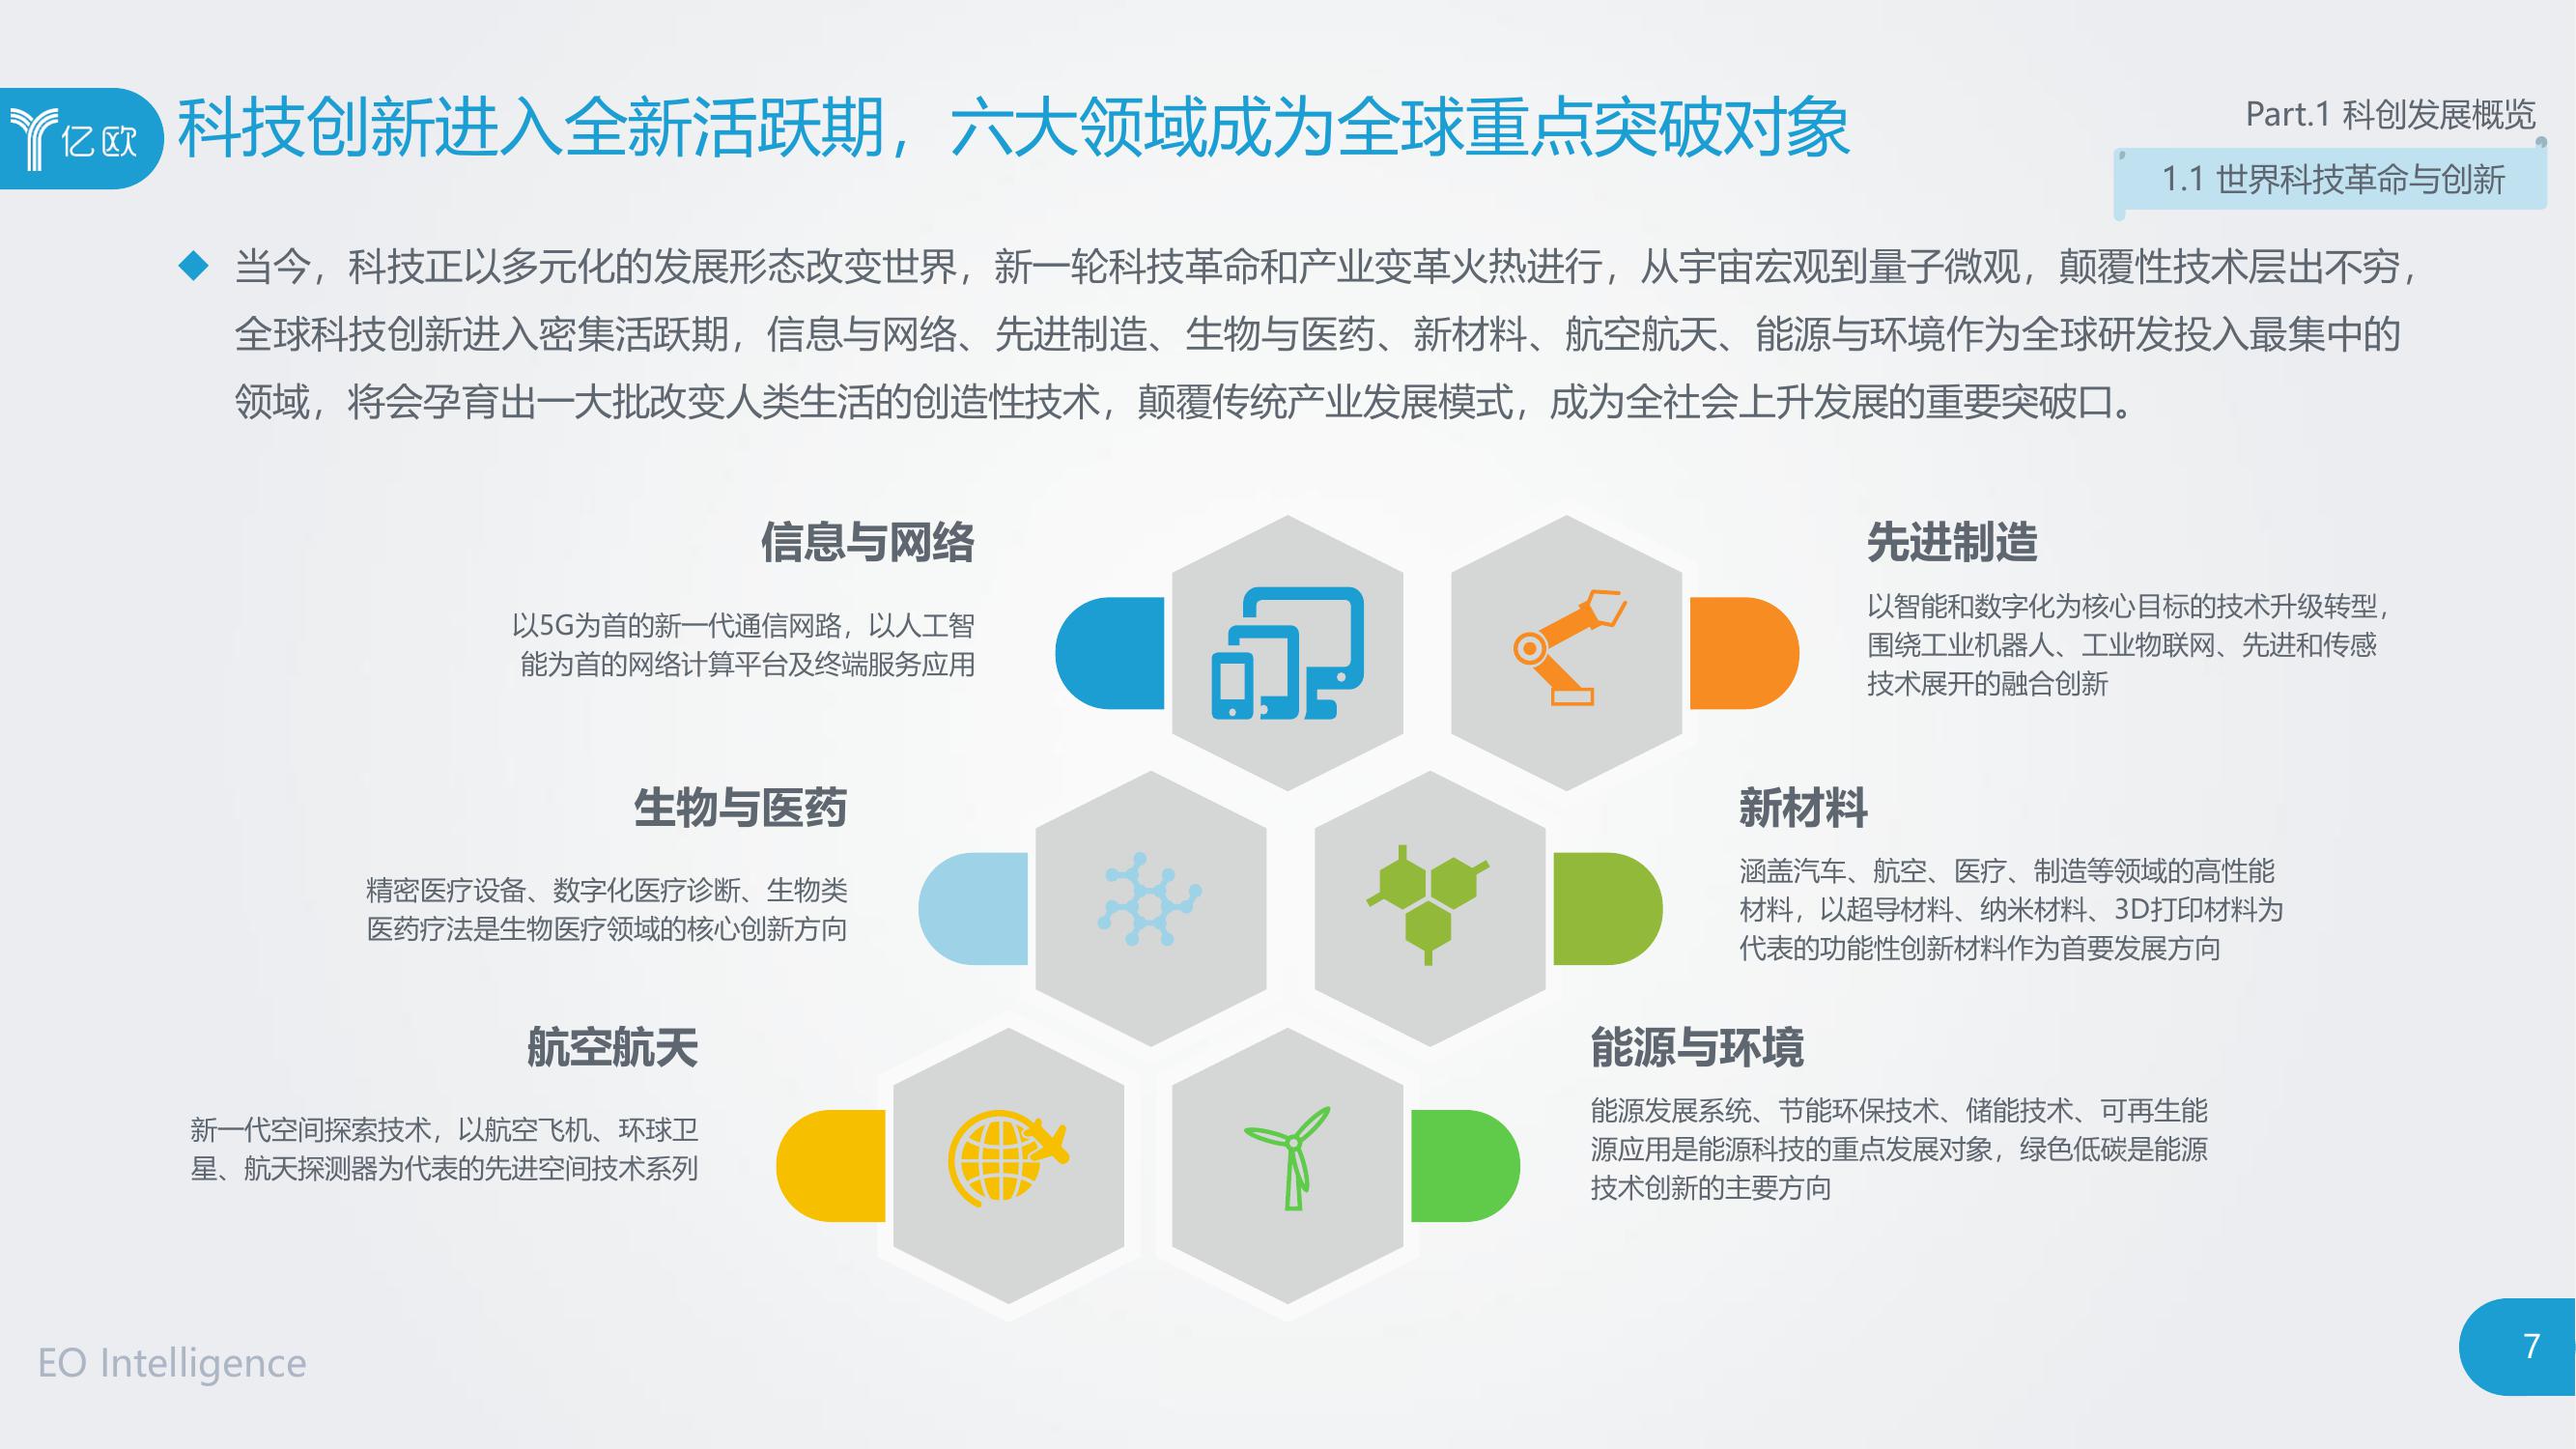 亿欧
科技创新进入全新活跃期，六大领域成为全球重点突破对象
Part.1 科创发展概览
1.1 世界科技革命与创新
当今，科技正以多元化的发展形态改变世界，新一轮科技革命和产业变革火热进行，从宇宙宏观到量子微观，颠覆性技术层出不穷，
全球科技创新进入密集活跃期，信息与网络、先进制造、生物与医药、新材料、航空航天、能源与环境作为全球研发投入最集中的
领域，将会孕育出一大批改变人类生活的创造性技术，颠覆传统产业发展模式，成为全社会上升发展的重要突破口。
信息与网络
以5G为首的新一代通信网路，以人工智
能为首的网络计算平台及终端服务应用
先进制造
以智能和数字化为核心目标的技术升级转型，
围绕工业机器人、工业物联网、先进和传感
技术展开的融合创新
生物与医药
精密医疗设备、数字化医疗诊断、生物类
医药疗法是生物医疗领域的核心创新方向
新材料
涵盖汽车、航空、医疗、制造等领域的高性能
材料，以超导材料、纳米材料、3D打印材料为
代表的功能性创新材料作为首要发展方向
航空航天
新一代空间探索技术，以航空飞机、环球卫
星、航天探测器为代表的先进空间技术系列
能源与环境
能源发展系统、节能环保技术、储能技术、可再生能
源应用是能源科技的重点发展对象，绿色低碳是能源
技术创新的主要方向
EO Intelligence
7